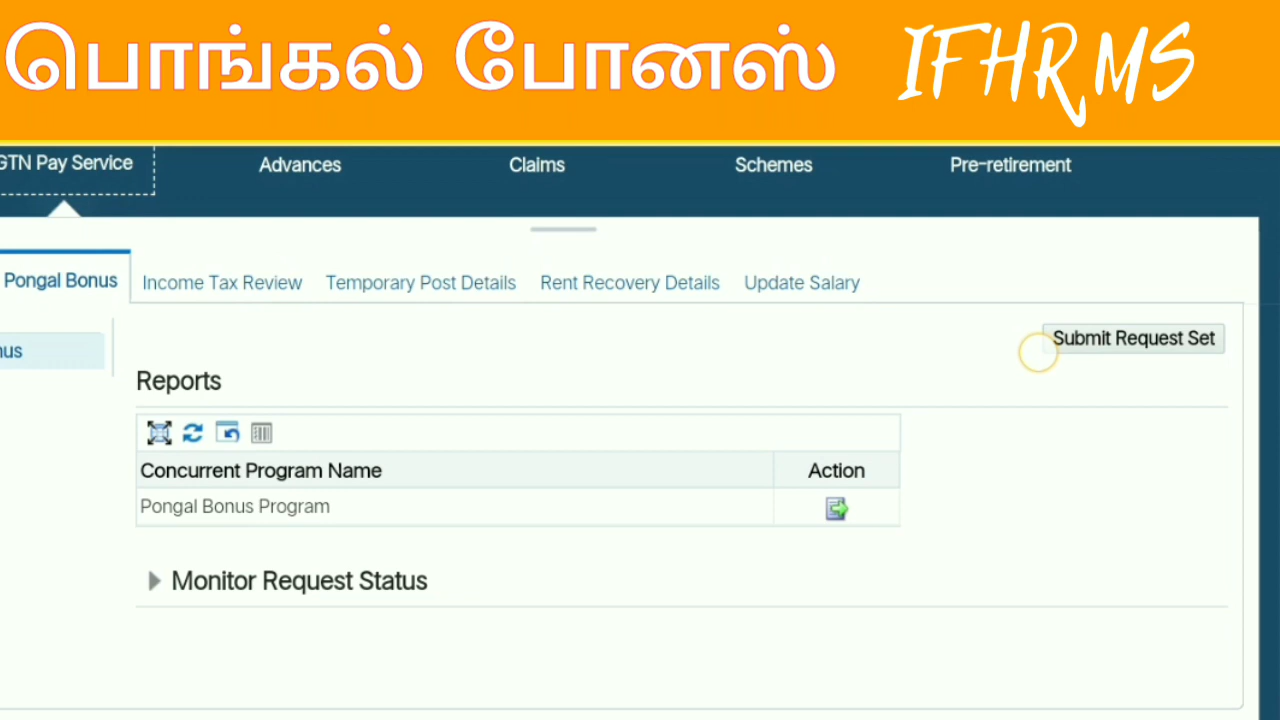 பொங்கல் போனஸ் IFHRMS
GTN Pay Service Advances Claims Schemes Pre-retirement
Pongal Bonus Income Tax Review Temporary Post Details Rent Recovery Details Update Salary
Submit Request Set
Reports
Concurrent Program Name Action
Pongal Bonus Program
Monitor Request Status